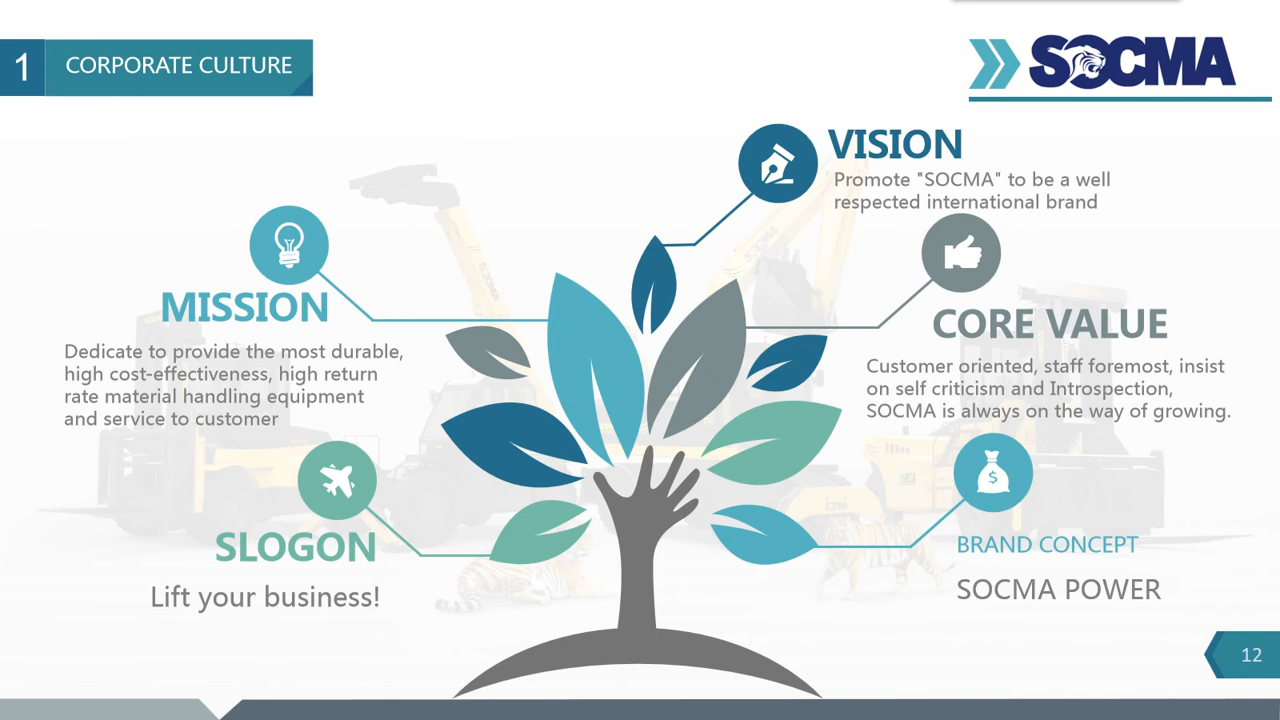 1
CORPORATE CULTURE
SOCMA
VISION
Promote "SOCMA" to be a well
respected international brand
MISSION
Dedicate to provide the most durable,
high cost-effectiveness, high return
rate material handling equipment
and service to customer
CORE VALUE
Customer oriented, staff foremost, insist
on self criticism and Introspection,
SOCMA is always on the way of growing.
SLOGON
Lift your business!
$
BRAND CONCEPT
SOCMA POWER
12